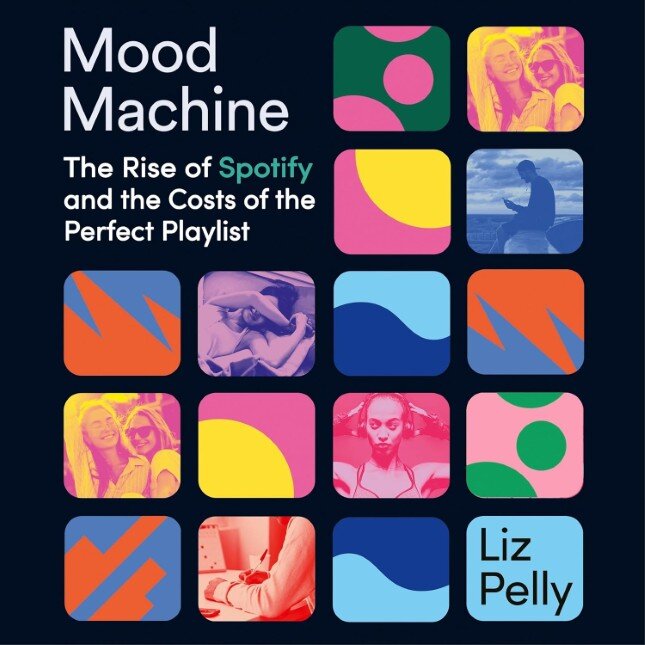 Mood
Machine
The Rise of Spotify
and the Costs of the
Perfect Playlist
Liz
Pelly